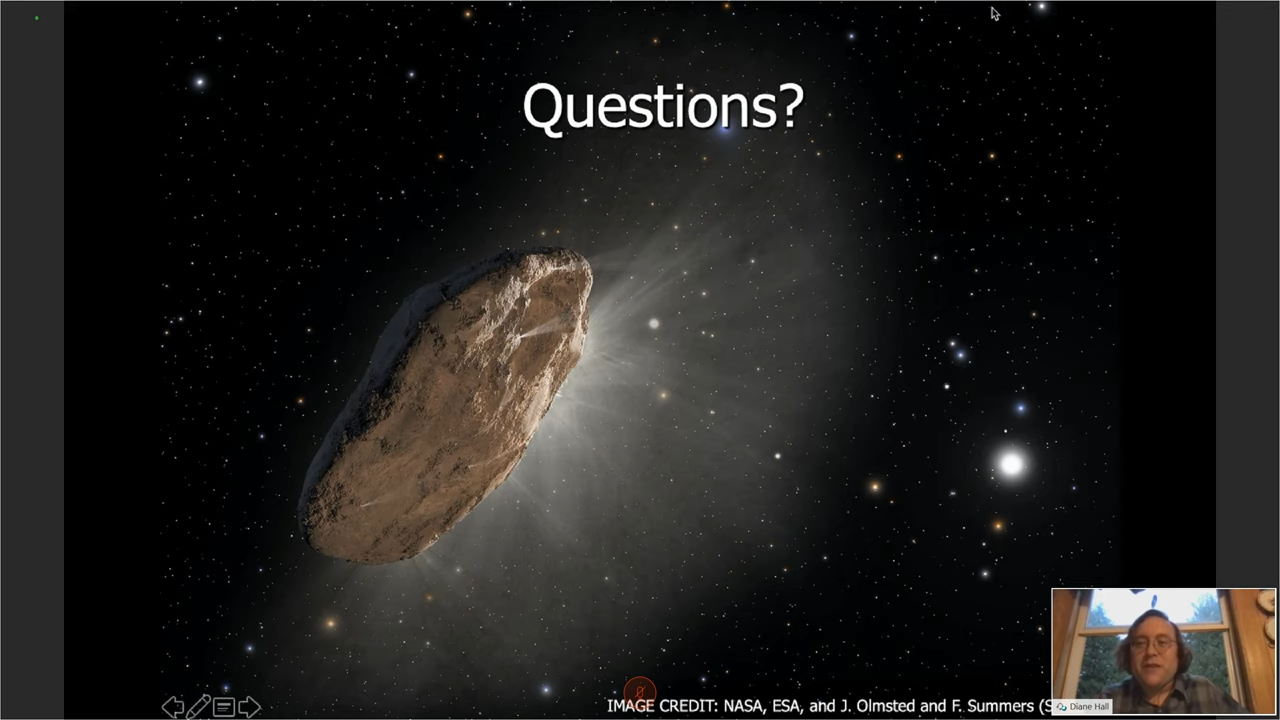 Questions?
IMAGE CREDIT: NASA, ESA, and J. Olmsted and F. Summers (S
Diane Hall